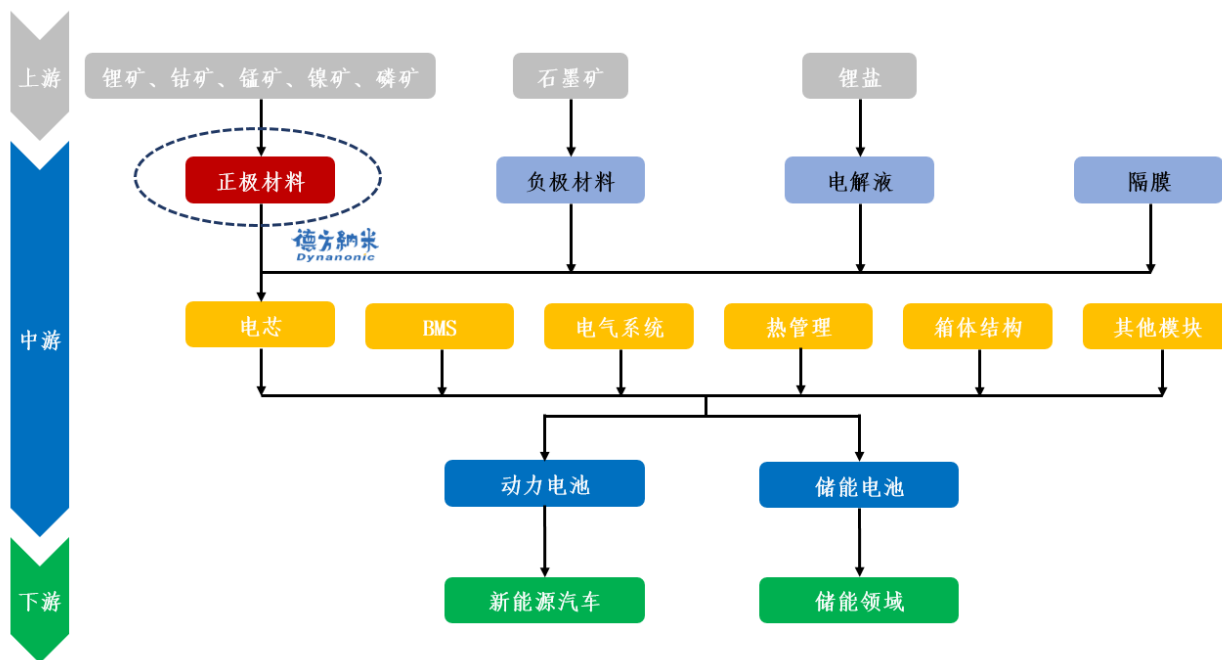 上游
锂矿、钴矿、锰矿、镍矿、磷矿
石墨矿
锂盐
正极材料
负极材料
电解液
隔膜
德方納米
Dynanonic
中游
电芯
BMS
电气系统
热管理
箱体结构
其他模块
动力电池
储能电池
下游
新能源汽车
储能领域